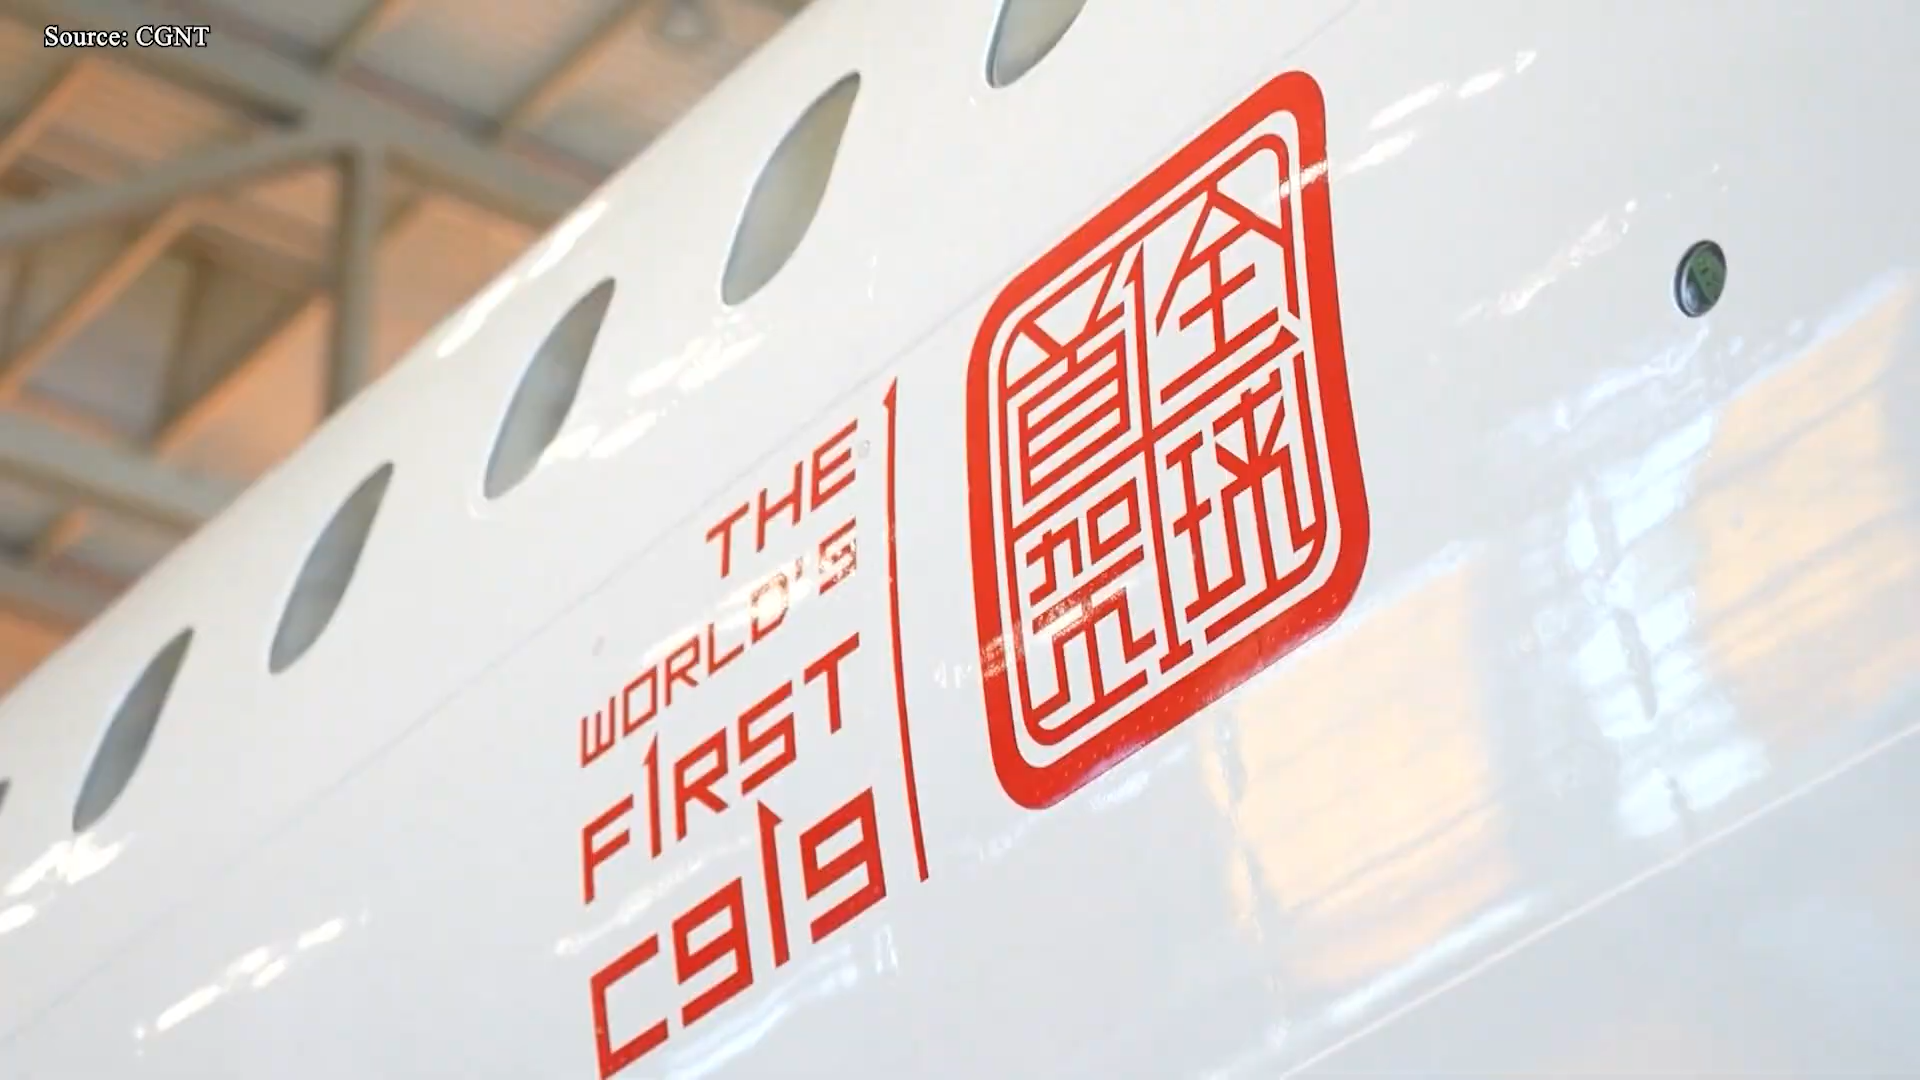 Source: CGNT
THE
WORLD'S
FIRST
C919
全球
首架